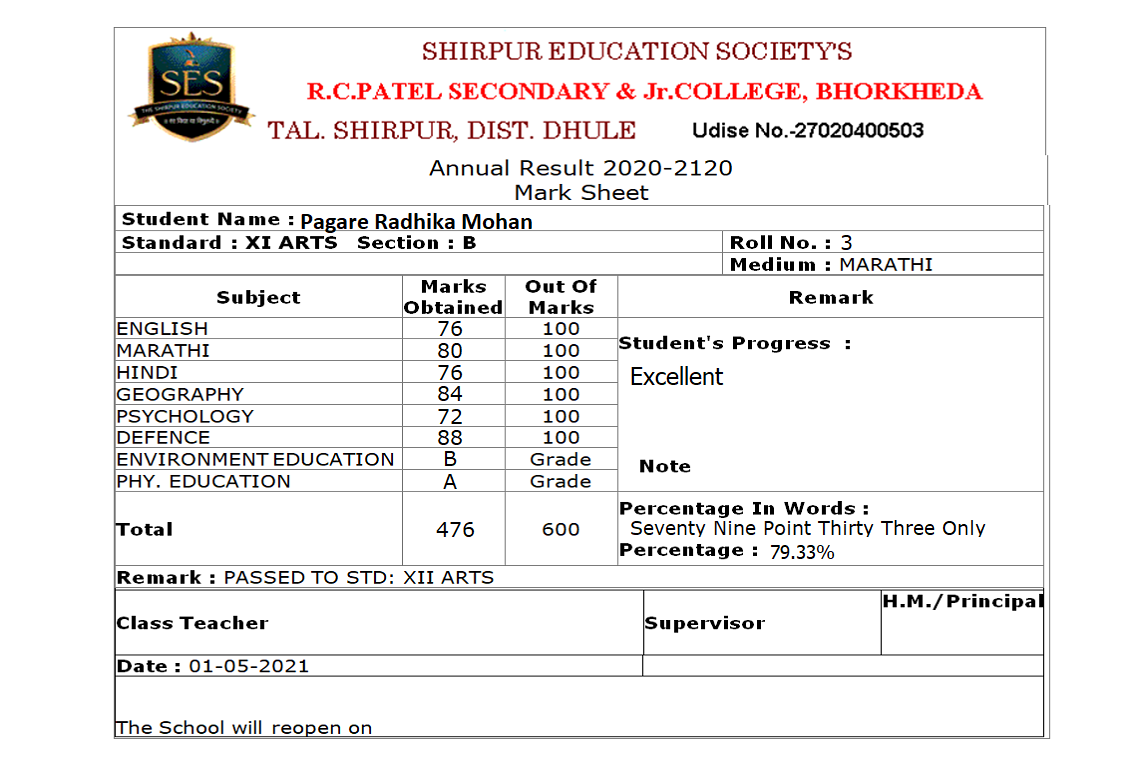 SHIRPUR EDUCATION SOCIETY'S
R.C.PATEL SECONDARY & Jr.COLLEGE, BHORKHEDA
TAL. SHIRPUR, DIST. DHULE Udise No.-27020400503
SES
THE SHIRPUR EDUCATION SOCIETY
Annual Result 2020-2120
Mark Sheet
Student Name : Pagare Radhika Mohan
Standard : XI ARTS Section : B Roll No. : 3
Medium : MARATHI
Subject Marks Obtained Out Of Marks Remark
ENGLISH 76 100
MARATHI 80 100
HINDI 76 100
GEOGRAPHY 84 100
PSYCHOLOGY 72 100
DEFENCE 88 100
ENVIRONMENT EDUCATION B Grade
PHY. EDUCATION A Grade
Student's Progress :
Excellent
Note
Total 476 600
Percentage In Words :
Seventy Nine Point Thirty Three Only
Percentage : 79.33%
Remark : PASSED TO STD: XII ARTS
Class Teacher Supervisor H.M./Principal
Date : 01-05-2021
The School will reopen on